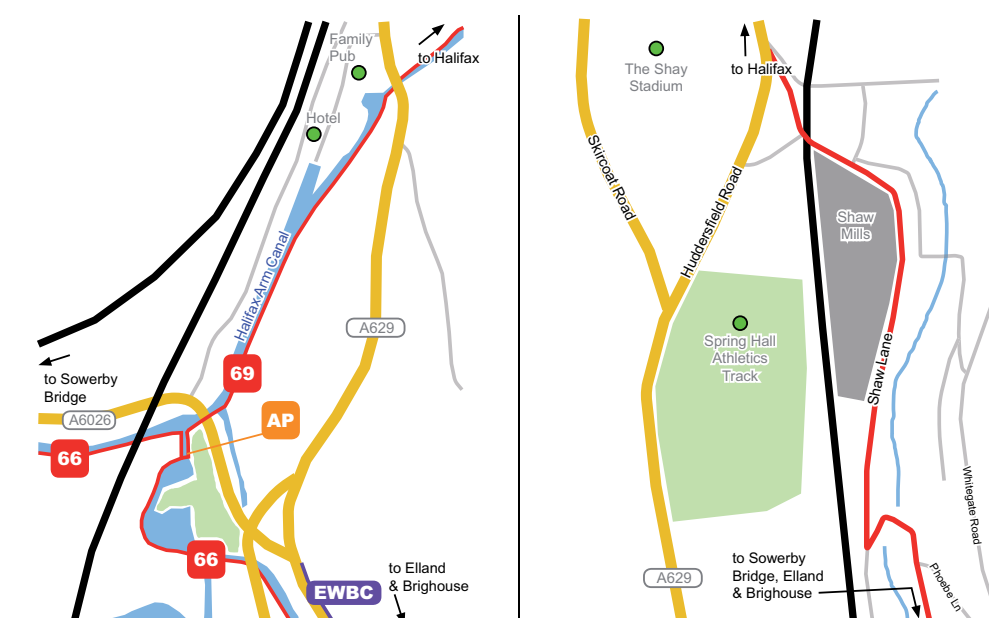 Family
Pub
to Halifax
Hotel
Halifax Arm Canal
A629
to Sowerby
Bridge
69
A6026
AP
66
66
to Elland
& Brighouse
EWBC
The Shay
Stadium
to Halifax
Skircoat Road
Huddersfield Road
Shaw
Mills
Spring Hall
Athletics
Track
Shaw Lane
Whitegate Road
to Sowerby
Bridge, Elland
& Brighouse
A629
Phoebe Ln